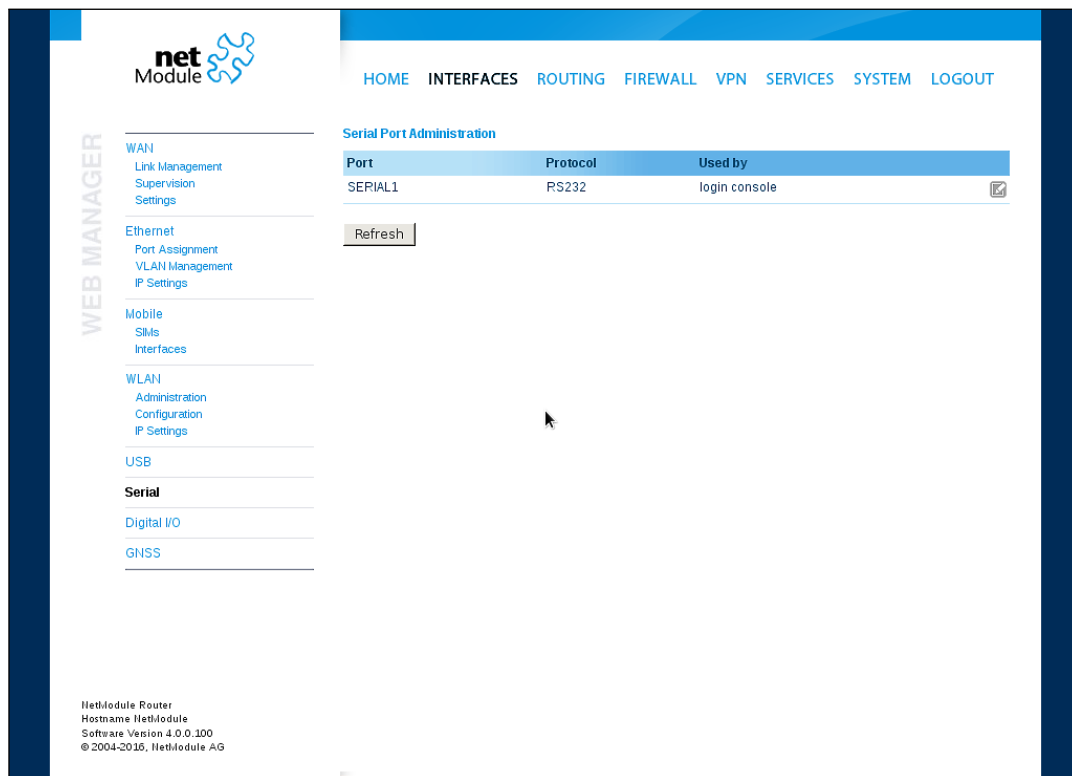 net
Module
HOME INTERFACES ROUTING FIREWALL VPN SERVICES SYSTEM LOGOUT
WEB MANAGER
WAN
Link Management
Supervision
Settings
Ethernet
Port Assignment
VLAN Management
IP Settings
Mobile
SIMs
Interfaces
WLAN
Administration
Configuration
IP Settings
USB
Serial
Digital I/O
GNSS
Serial Port Administration
Port Protocol Used by
SERIAL1 RS232 login console
Refresh
NetModule Router
Hostname NetModule
Software Version 4.0.0.100
© 2004-2016, NetModule AG